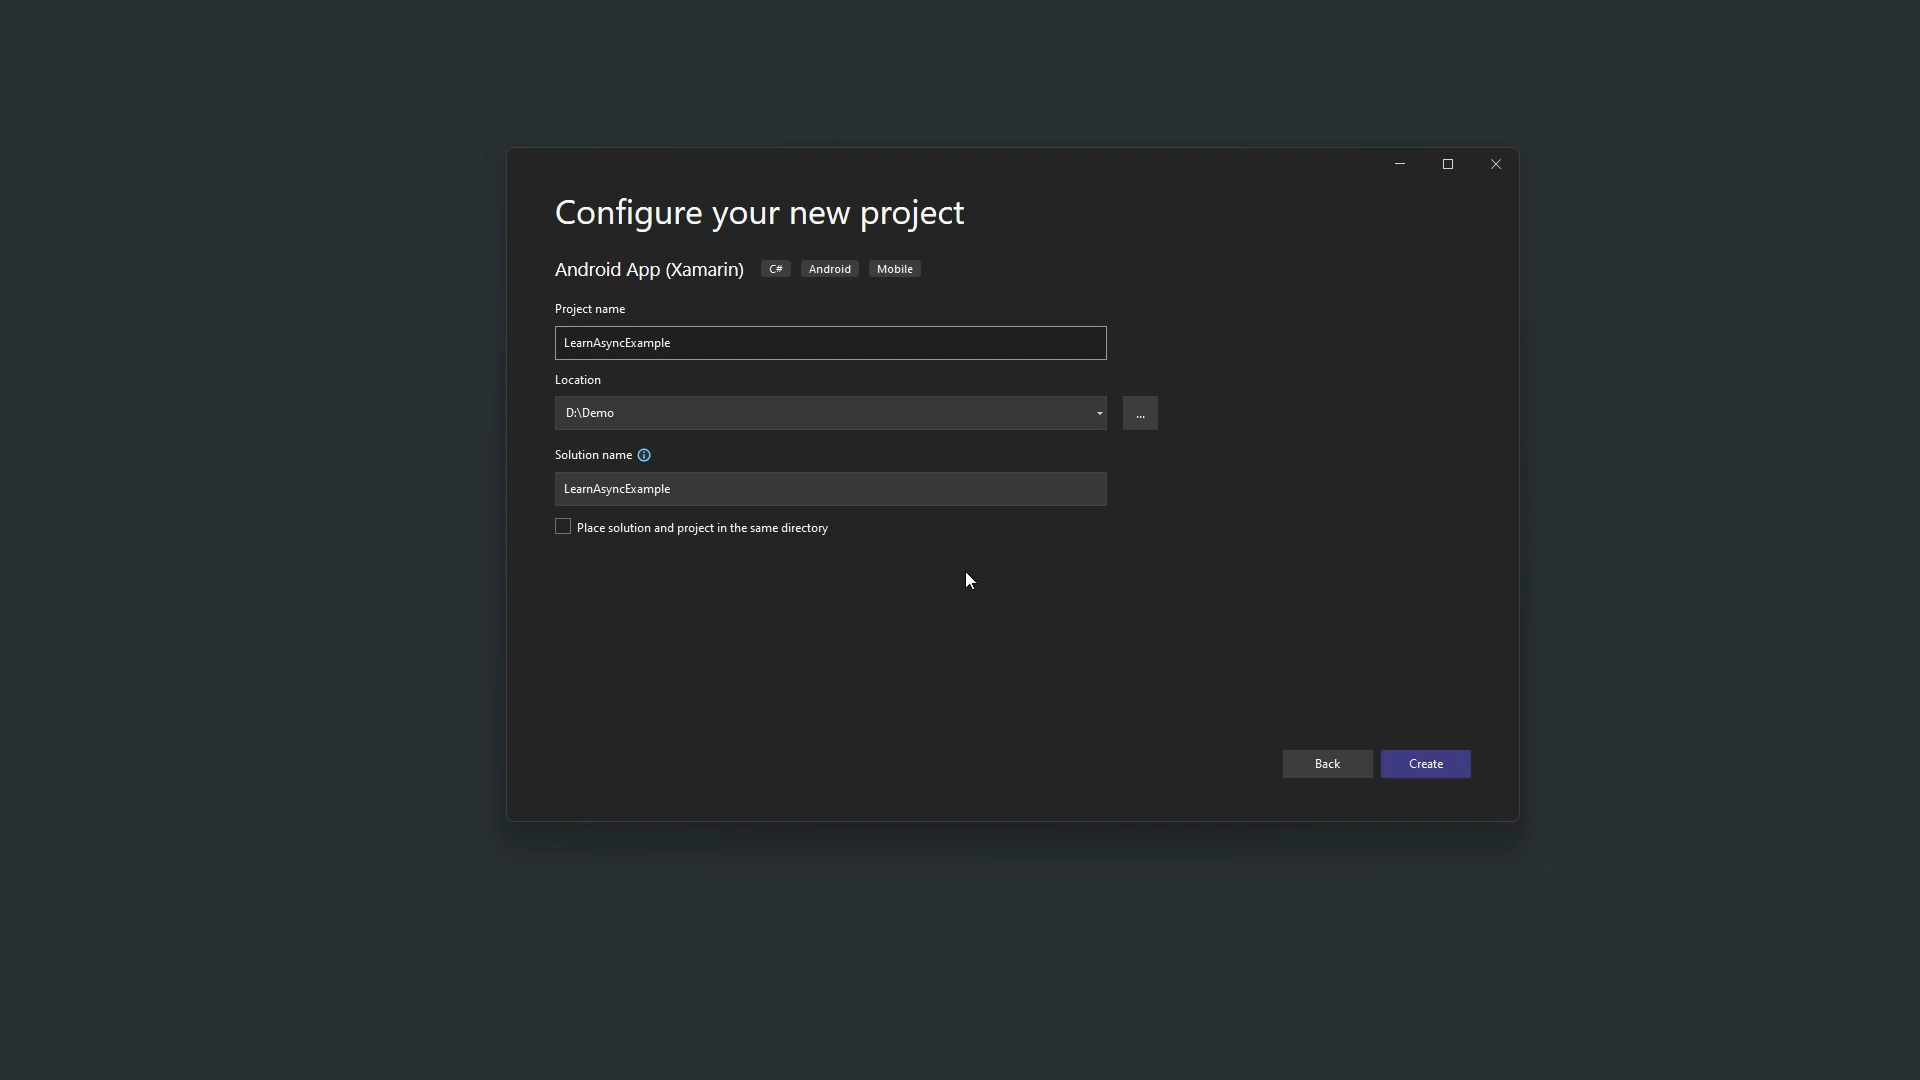 Configure your new project
Android App (Xamarin) C# Android Mobile
Project name
LearnAsyncExample
Location
D:\Demo
...
Solution name
LearnAsyncExample
Place solution and project in the same directory
Back Create